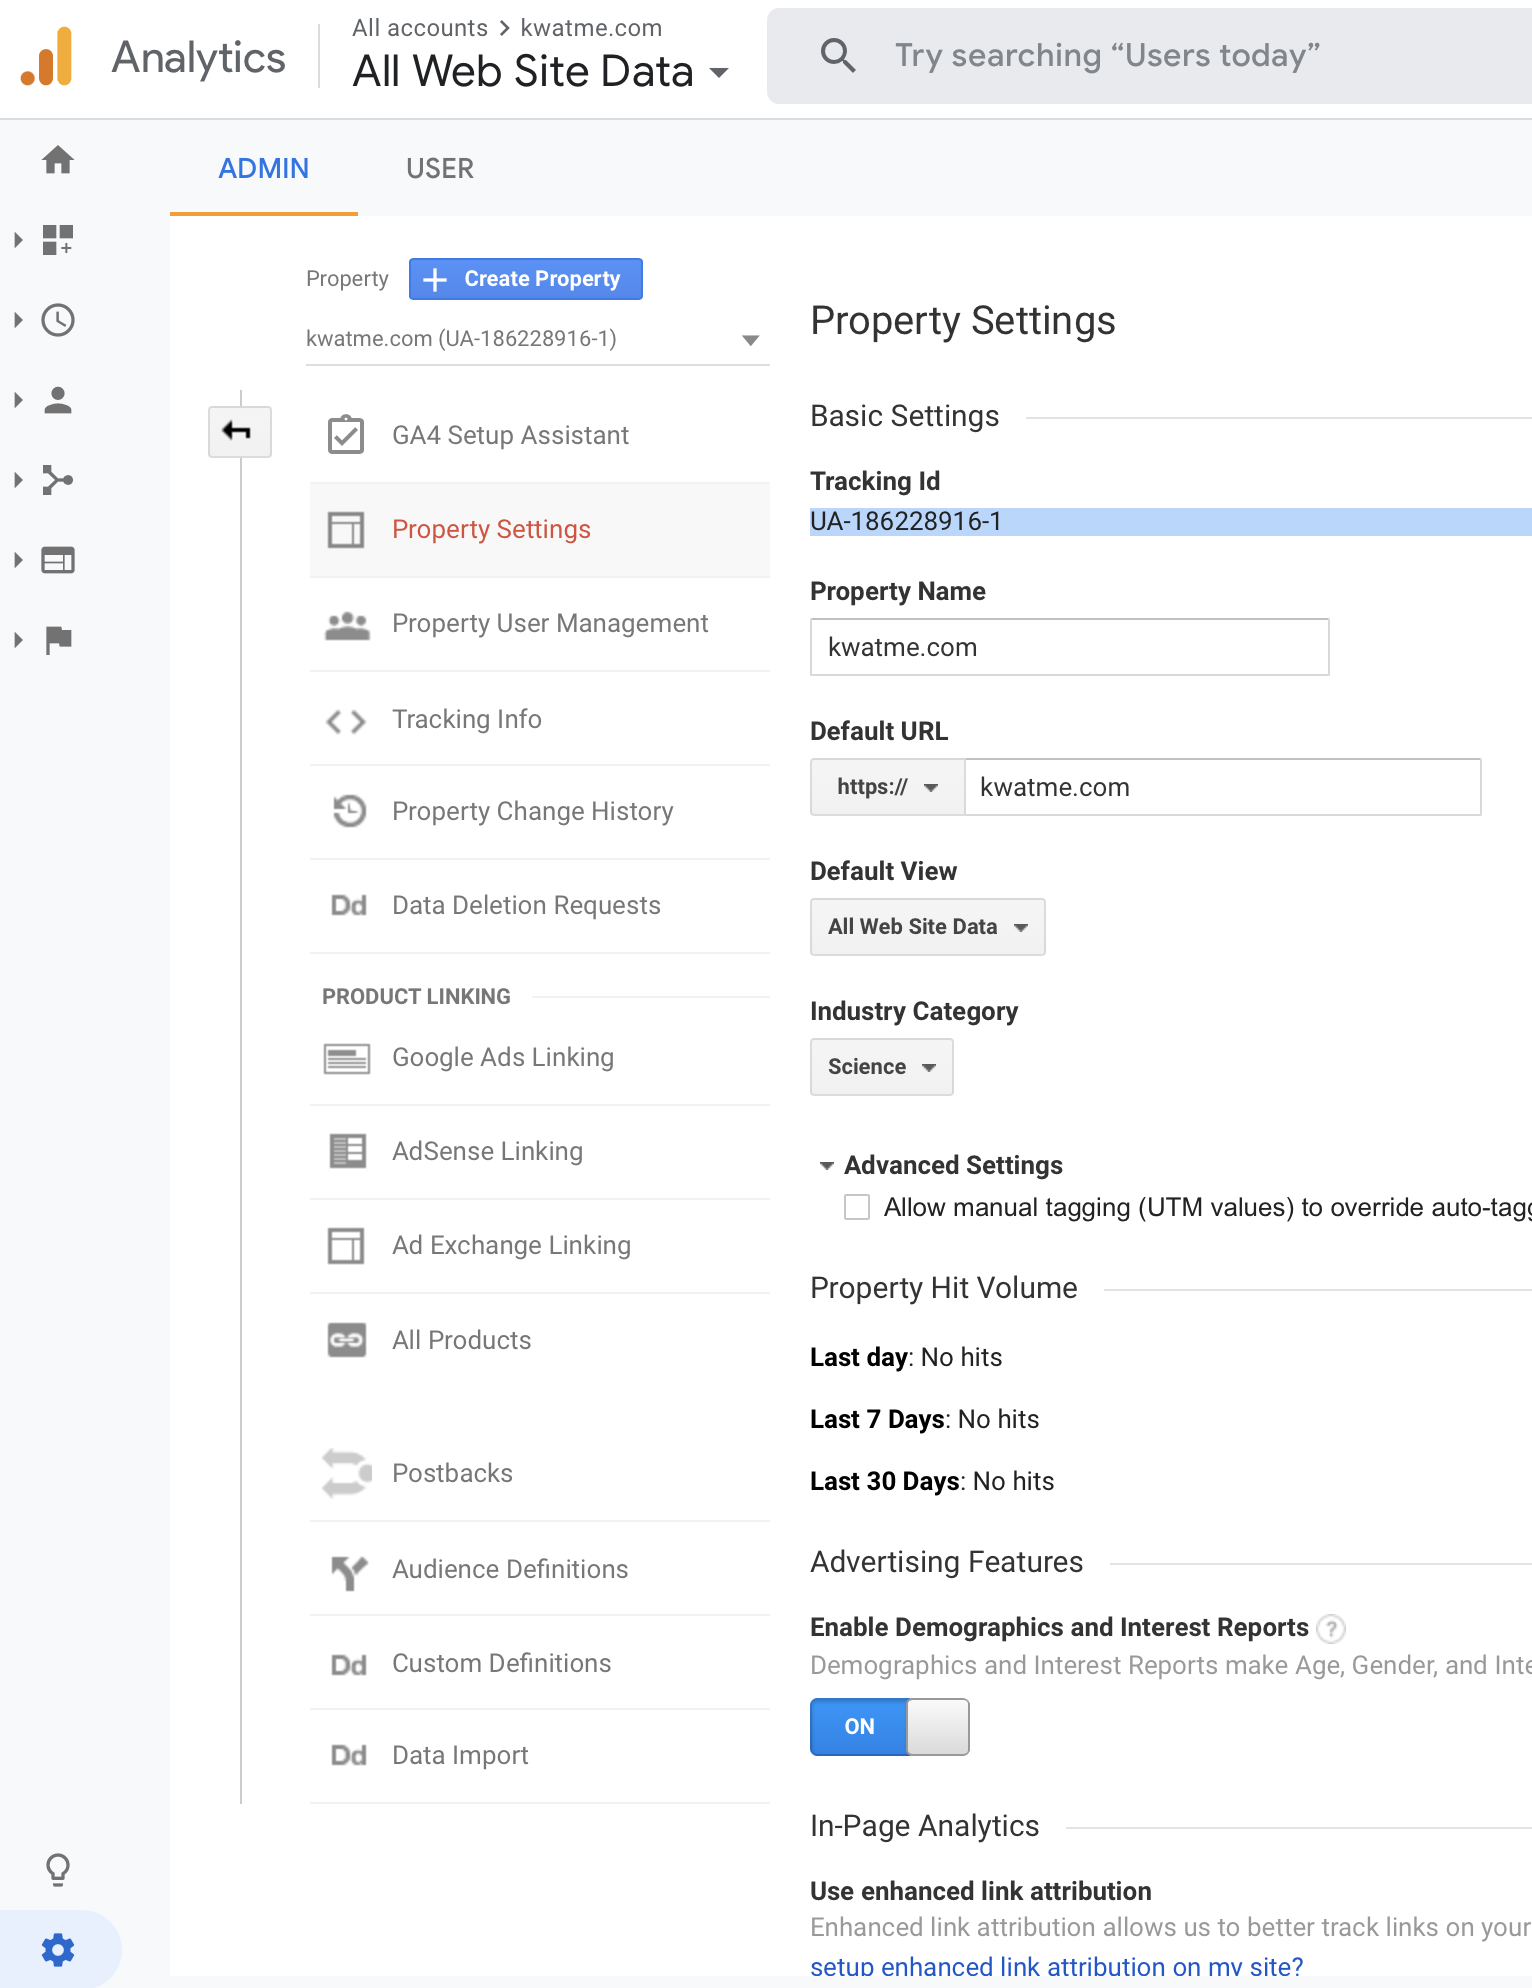 Analytics
All accounts > kwatme.com
All Web Site Data
Try searching “Users today”
ADMIN
USER
Property
Create Property
kwatme.com (UA-186228916-1)
GA4 Setup Assistant
Property Settings
Property User Management
Tracking Info
Property Change History
Dd Data Deletion Requests
PRODUCT LINKING
Google Ads Linking
AdSense Linking
Ad Exchange Linking
All Products
Postbacks
Audience Definitions
Dd Custom Definitions
Dd Data Import
Property Settings
Basic Settings
Tracking Id
UA-186228916-1
Property Name
kwatme.com
Default URL
https:// kwatme.com
Default View
All Web Site Data
Industry Category
Science
Advanced Settings
Allow manual tagging (UTM values) to override auto-tagg
Property Hit Volume
Last day: No hits
Last 7 Days: No hits
Last 30 Days: No hits
Advertising Features
Enable Demographics and Interest Reports ?
Demographics and Interest Reports make Age, Gender, and Inte
ON
In-Page Analytics
Use enhanced link attribution
Enhanced link attribution allows us to better track links on your
setup enhanced link attribution on my site?